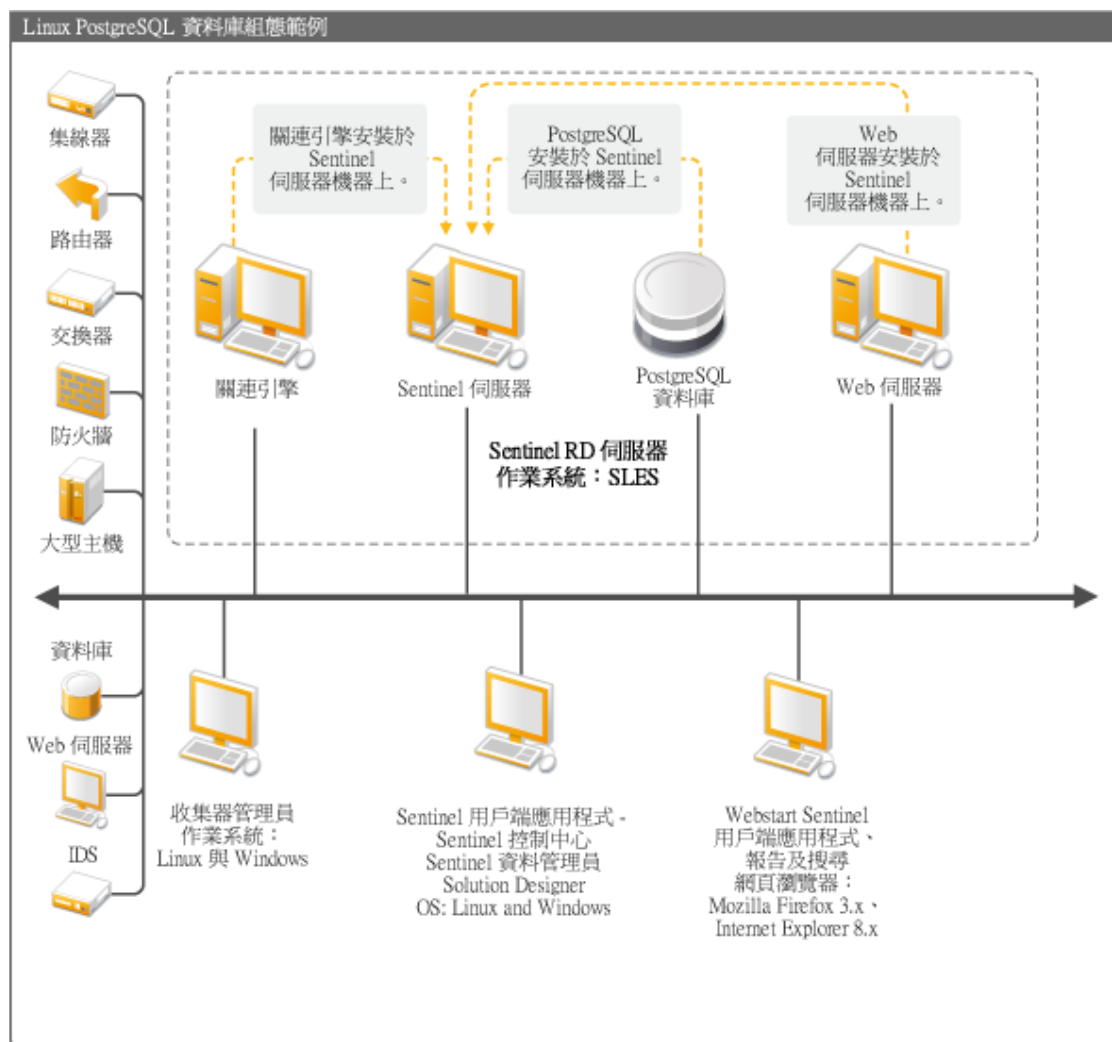 Linux PostgreSQL 資料庫組態範例
集線器
路由器
交換器
防火牆
大型主機
關連引擎安裝於
Sentinel
伺服器機器上。
PostgreSQL
安裝於 Sentinel
伺服器機器上。
Web
伺服器安裝於
Sentinel
伺服器機器上。
關連引擎
Sentinel 伺服器
PostgreSQL
資料庫
Web 伺服器
Sentinel RD 伺服器
作業系統：SLES
資料庫
Web 伺服器
IDS
收集器管理員
作業系統：
Linux 與 Windows
Sentinel 用戶端應用程式 -
Sentinel 控制中心
Sentinel 資料管理員
Solution Designer
OS: Linux and Windows
Webstart Sentinel
用戶端應用程式、
報告及搜尋
網頁瀏覽器：
Mozilla Firefox 3.x、
Internet Explorer 8.x